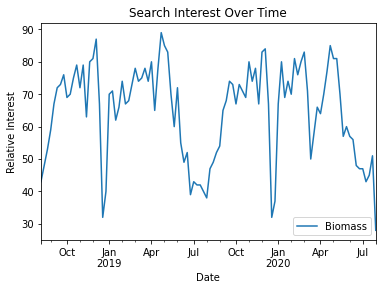 Search Interest Over Time
Relative Interest
90
80
70
60
50
40
30
Biomass
Oct Jan Apr Jul Oct Jan Apr Jul
2019 2020
Date